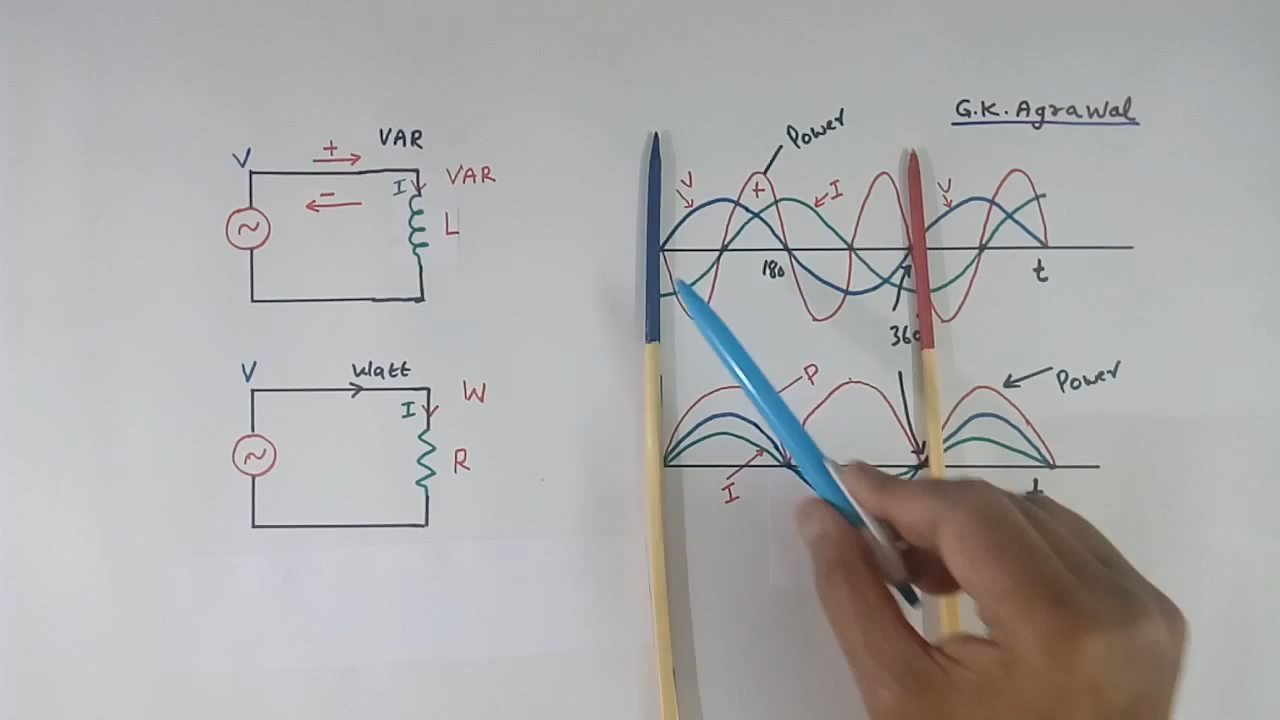 G.K. Agrawal
VAR
V
+
I
VAR
-
~
L
Power
V
+
I
V
180
t
360
V
Watt
I
W
~
R
P
Power
I